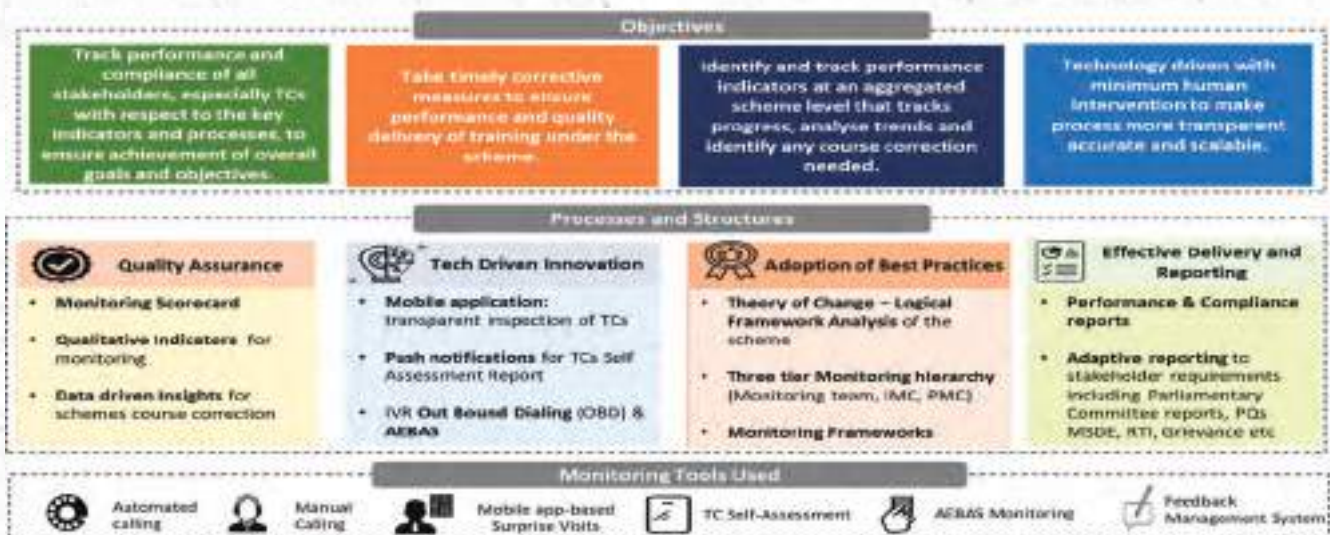 Objectives
Track performance and
compliance of all
stakeholders, especially TCs
with respect to the key
indicators and processes, to
ensure achievement of overall
goals and objectives.
Take timely corrective
measures to ensure
performance and quality
delivery of training under the
scheme.
Identify and track performance
indicators at an aggregated
scheme level that tracks
progress, analyse trends and
identify any course correction
needed.
Technology driven with
minimum human
intervention to make
process more transparent
accurate and scalable.
Processes and Structures
Quality Assurance
• Monitoring Scorecard
• Qualitative Indicators for
monitoring
• Data driven Insights for
schemes course correction
Tech Driven Innovation
• Mobile application:
transparent inspection of TCs
• Push notifications for TCs Self
Assessment Report
• IVR Out Bound Dialing (OBD) &
AEBAS
Adoption of Best Practices
• Theory of Change – Logical
Framework Analysis of the
scheme
• Three tier Monitoring hierarchy
(Monitoring team, IMC, PMC)
• Monitoring Frameworks
Effective Delivery and
Reporting
• Performance & Compliance
reports
• Adaptive reporting to
stakeholder requirements
including Parliamentary
Committee reports, PQs
MSDE, RTI, Grievance etc
Monitoring Tools Used
Automated
calling
Manual
Calling
Mobile app-based
Surprise Visits
TC Self-Assessment
AEBAS Monitoring
Feedback
Management System